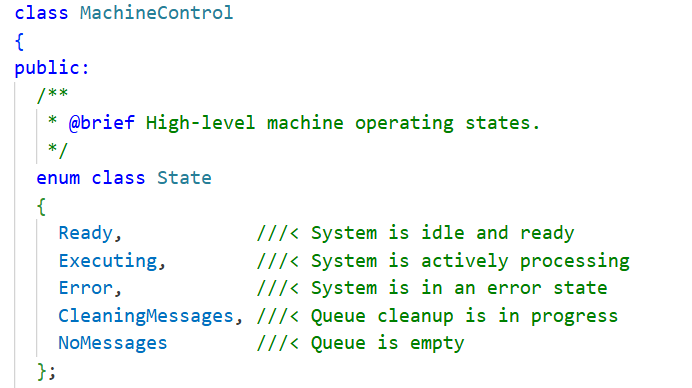 class MachineControl
{
public:
  /**
   * @brief High-level machine operating states.
   */
  enum class State
  {
    Ready,            ///< System is idle and ready
    Executing,        ///< System is actively processing
    Error,            ///< System is in an error state
    CleaningMessages, ///< Queue cleanup is in progress
    NoMessages        ///< Queue is empty
  };